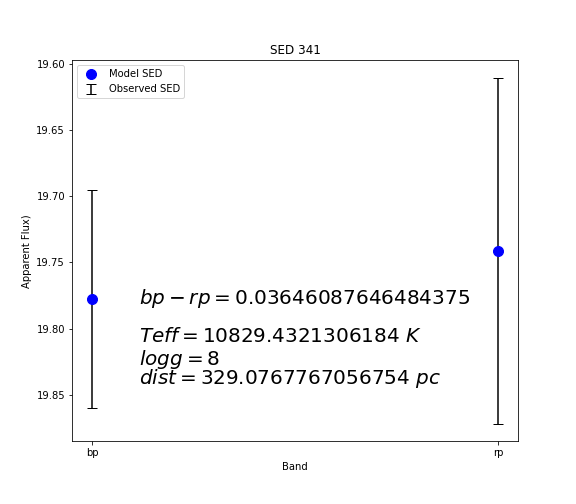 SED 341
Model SED
Observed SED
19.60
19.65
19.70
19.75
19.80
19.85
Apparent Flux)
bp − rp = 0.03646087646484375
Teff = 10829.4321306184 K
logg = 8
dist = 329.0767767056754 pc
bp
rp
Band